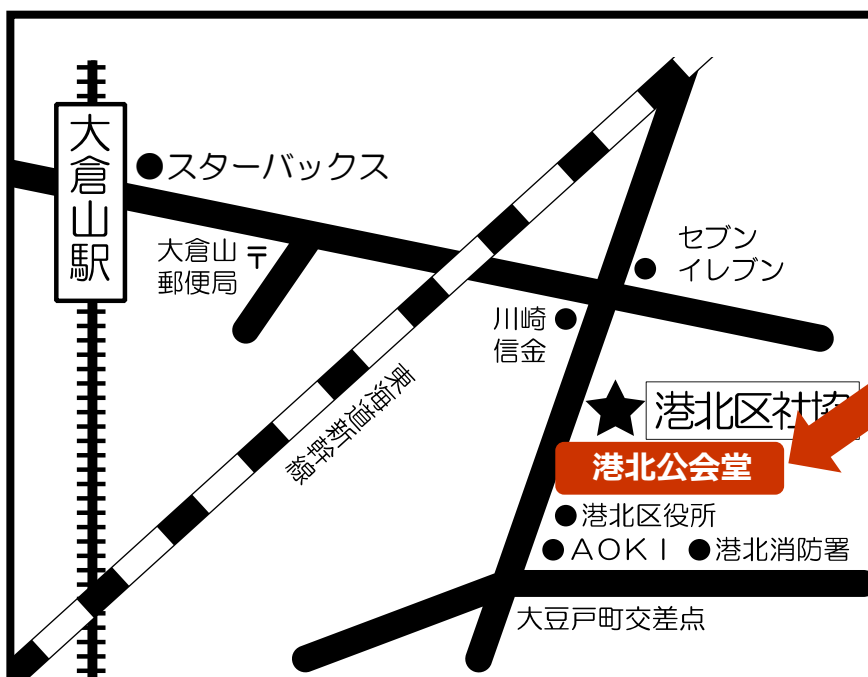 大倉山駅
スターバックス
大倉山
郵便局
〒
セブン
イレブン
川崎
信金
東海道新幹線
港北区社協
港北公会堂
港北区役所
AOKI
港北消防署
大豆戸町交差点